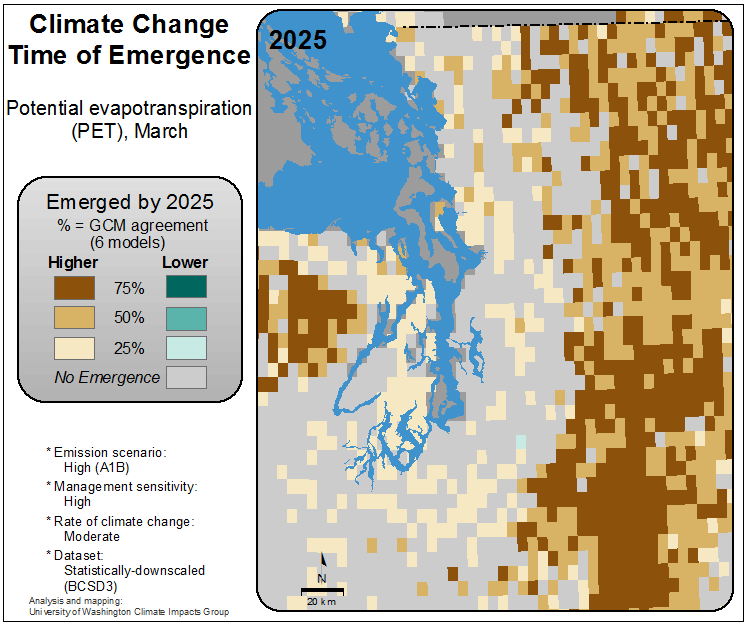 Climate Change
Time of Emergence
Potential evapotranspiration
(PET), March
Emerged by 2025
% = GCM agreement
(6 models)
Higher Lower
75%
50%
25%
No Emergence
* Emission scenario:
High (A1B)
* Management sensitivity:
High
* Rate of climate change:
Moderate
* Dataset:
Statistically-downscaled
(BCSD3)
Analysis and mapping:
University of Washington Climate Impacts Group
2025
N
20 km